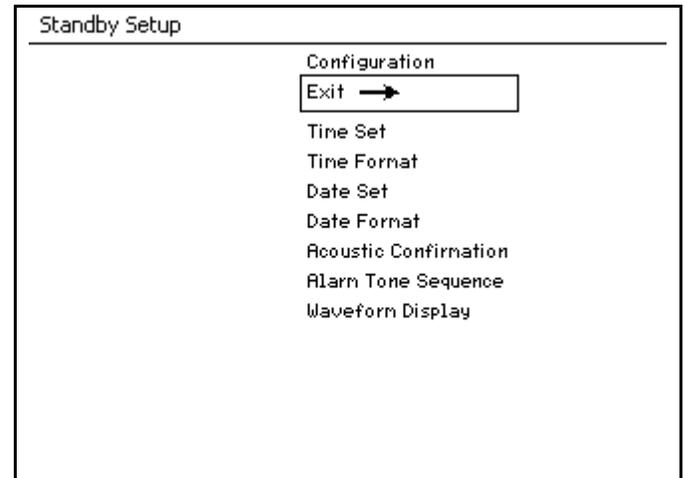 Standby Setup
Configuration
Exit
Time Set
Time Format
Date Set
Date Format
Acoustic Confirmation
Alarm Tone Sequence
Waveform Display